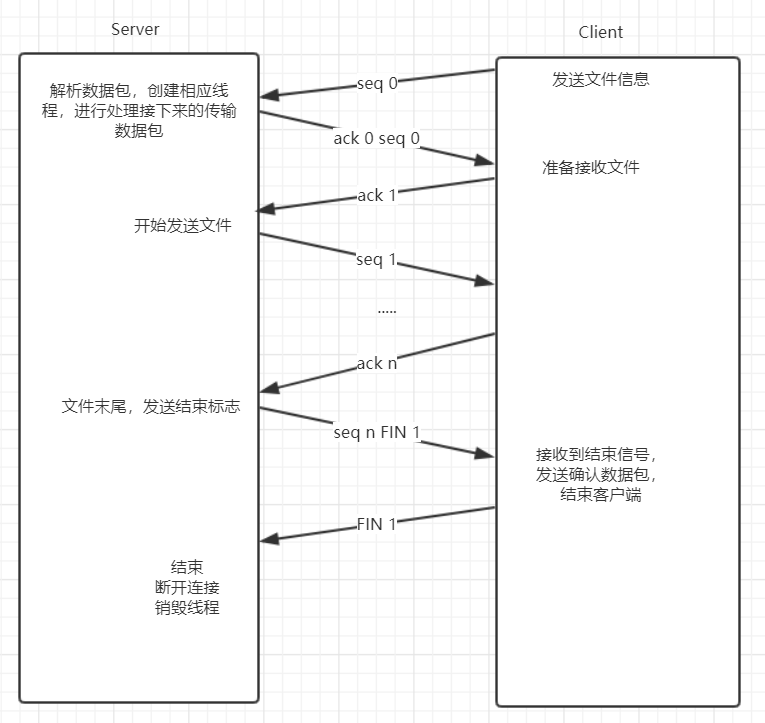 Server
Client
解析数据包，创建相应线
程，进行处理接下来的传输
数据包
seq 0
发送文件信息
ack 0 seq 0
准备接收文件
ack 1
开始发送文件
seq 1
.....
ack n
文件末尾，发送结束标志
seq n FIN 1
接收到结束信号，
发送确认数据包，
结束客户端
FIN 1
结束
断开连接
销毁线程